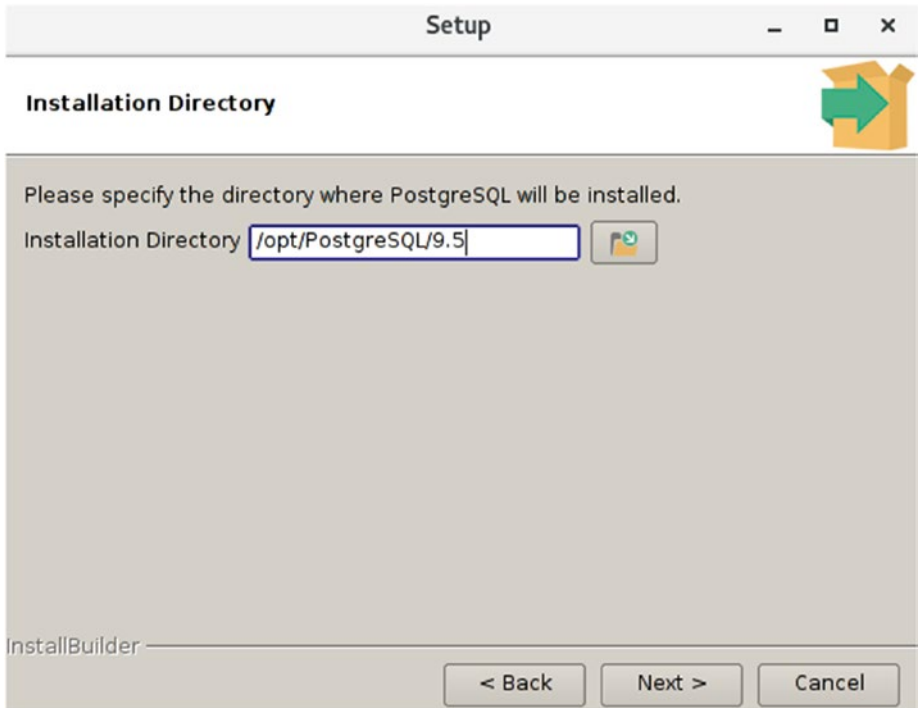 Setup
Installation Directory
Please specify the directory where PostgreSQL will be installed.
Installation Directory /opt/PostgreSQL/9.5
InstallBuilder
< Back Next > Cancel